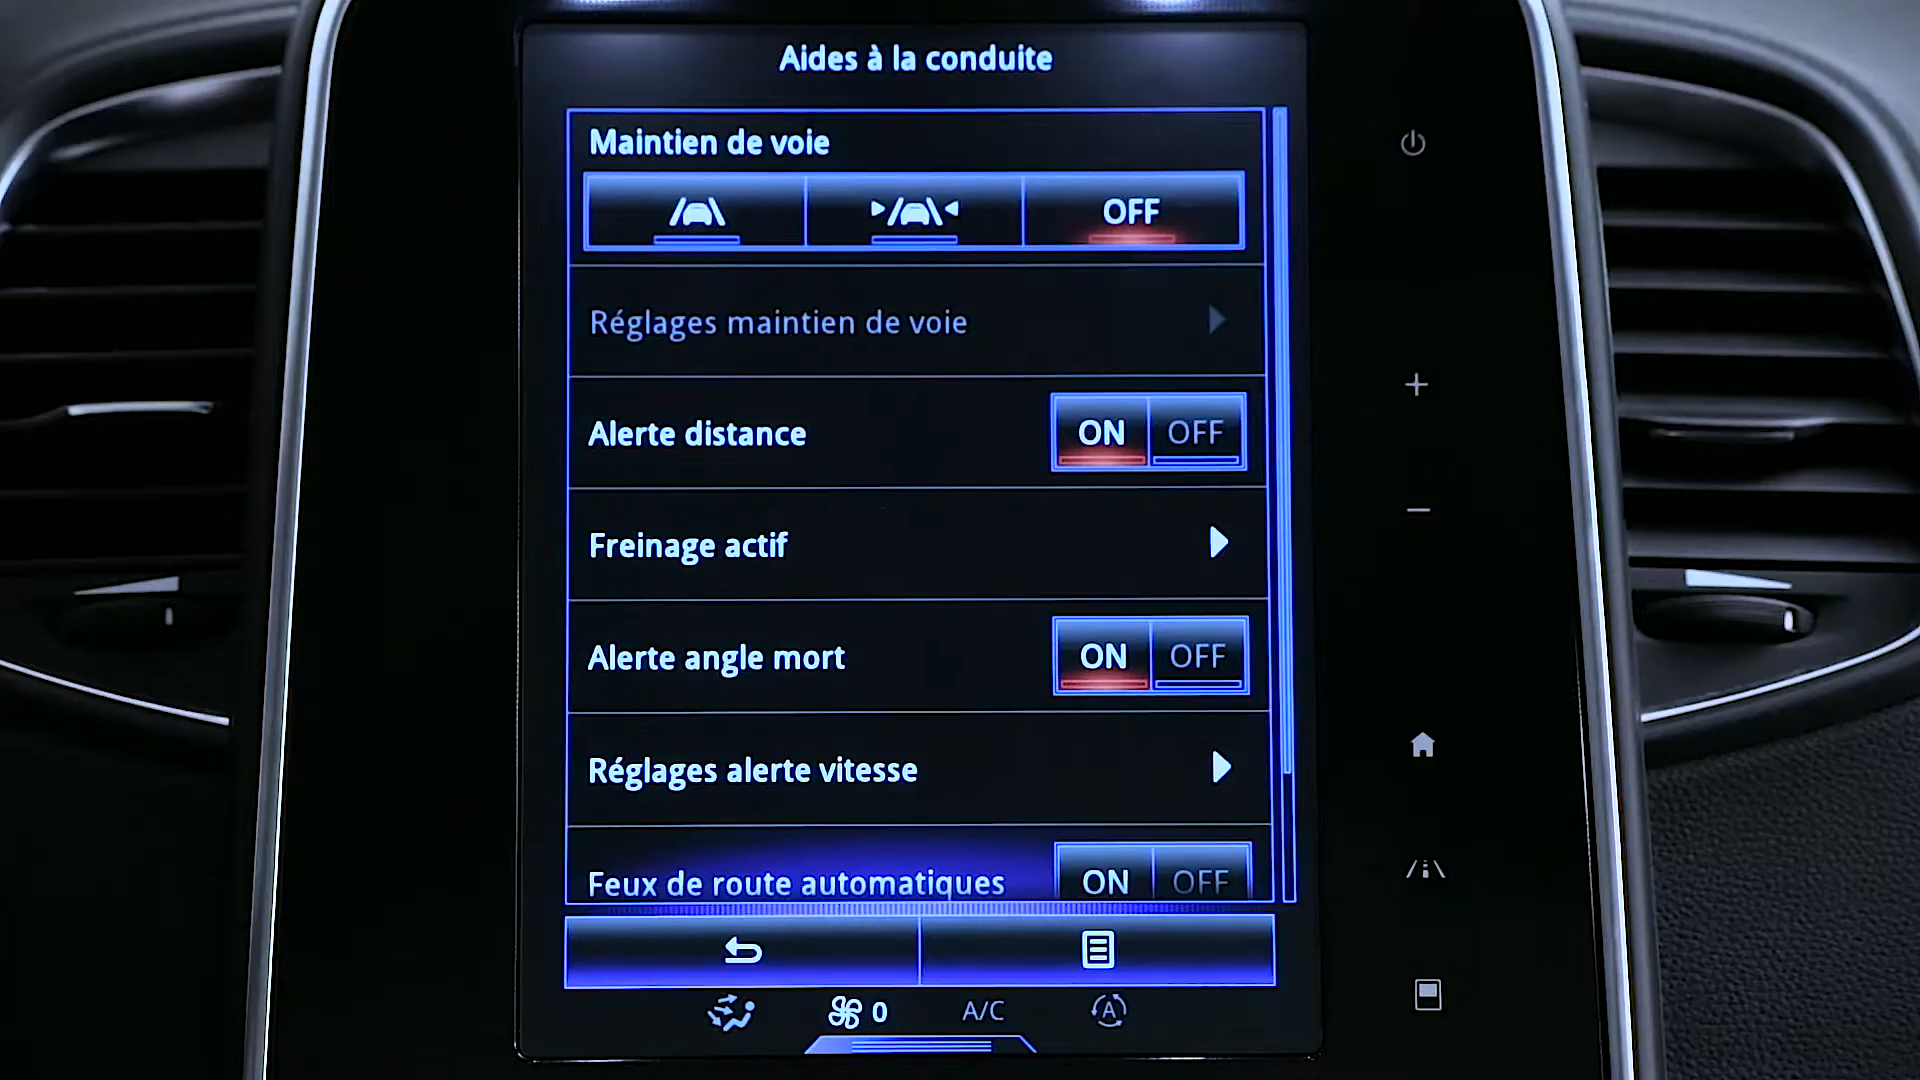 Aides à la conduite
Maintien de voie
OFF
Réglages maintien de voie
Alerte distance ON OFF
Freinage actif
Alerte angle mort ON OFF
Réglages alerte vitesse
Feux de route automatiques ON OFF
0 A/C A